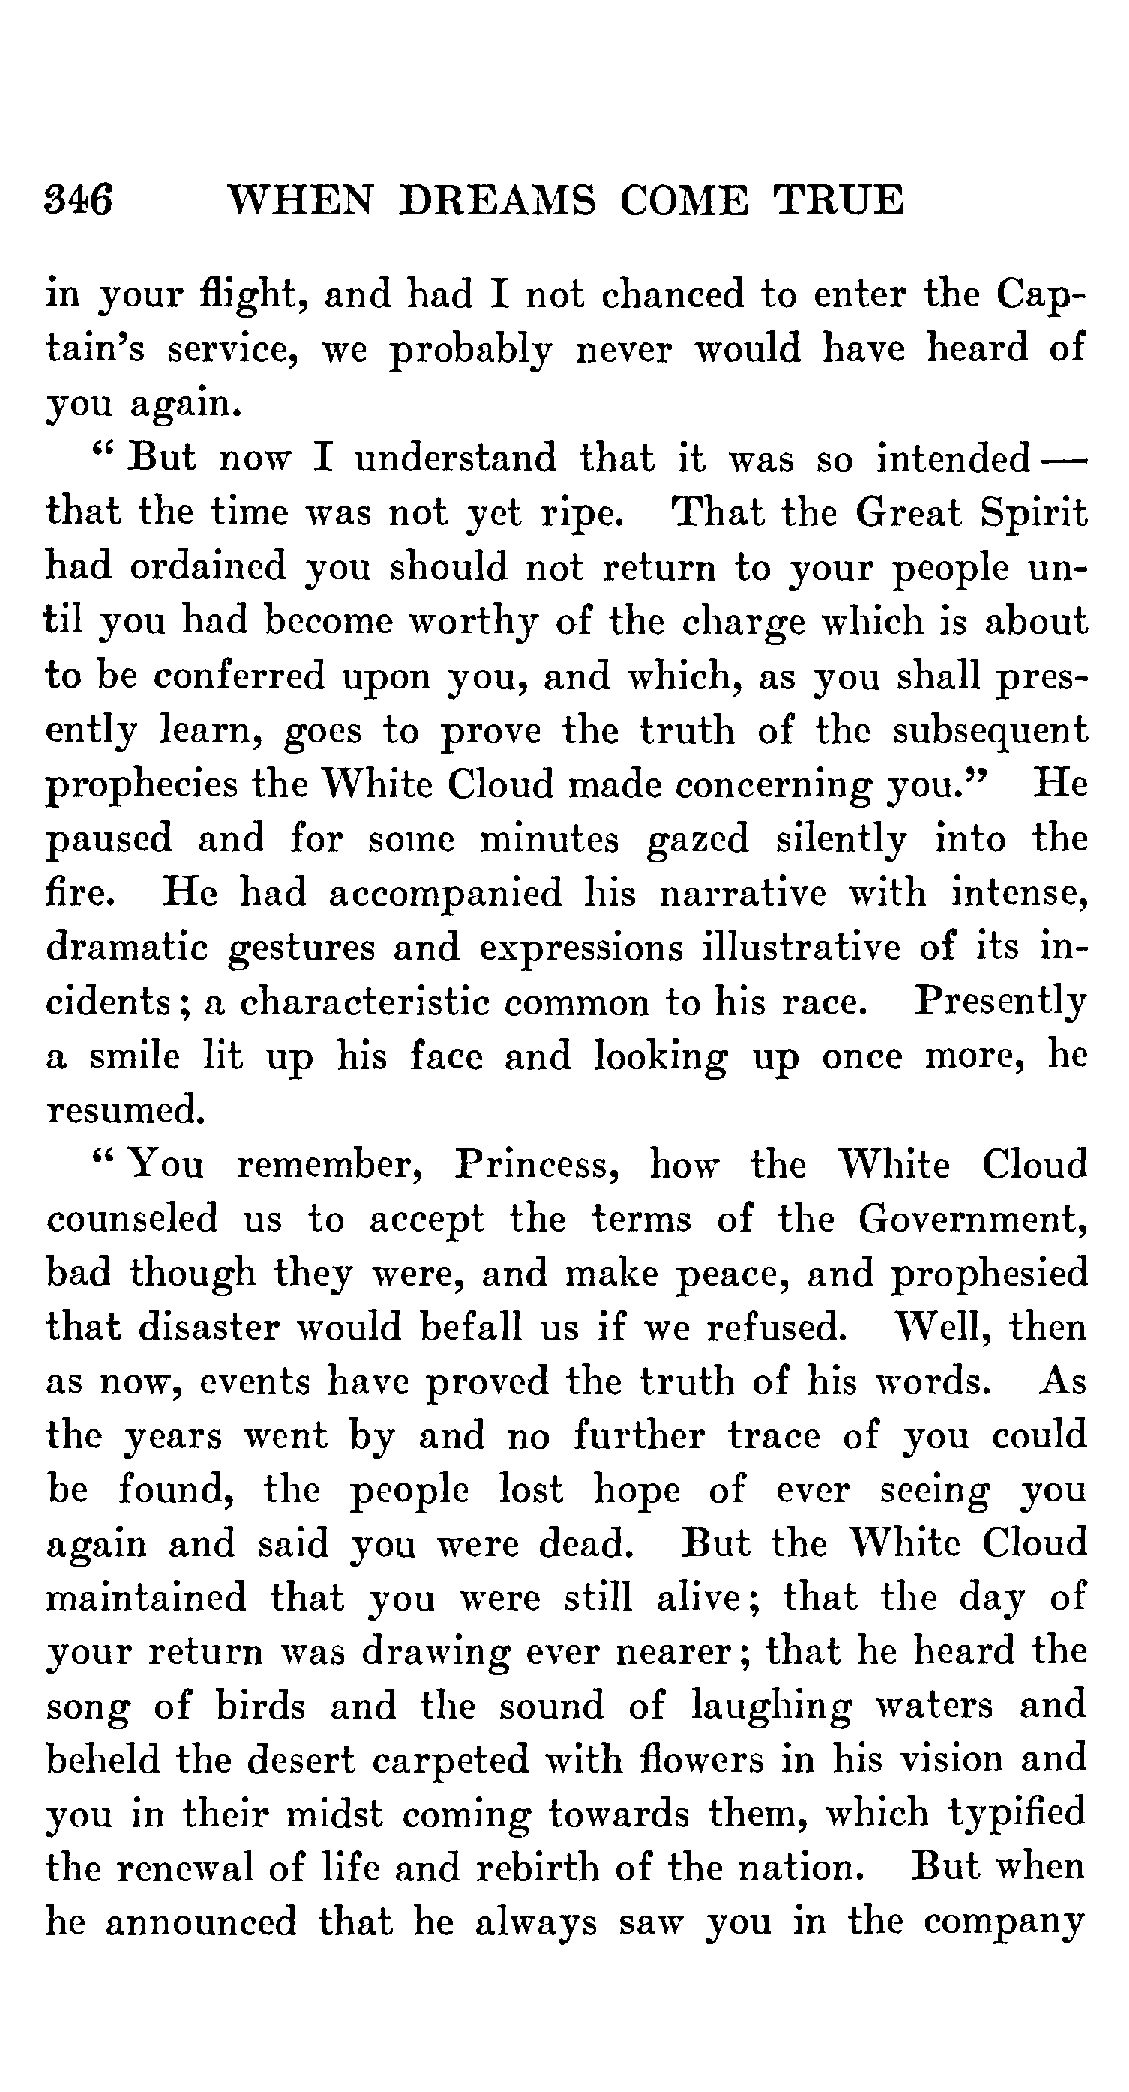 346 WHEN DREAMS COME TRUE
in your flight, and had I not chanced to enter the Cap-
tain's service, we probably never would have heard of
you again.
" But now I understand that it was so intended —
that the time was not yet ripe. That the Great Spirit
had ordained you should not return to your people un-
til you had become worthy of the charge which is about
to be conferred upon you, and which, as you shall pres-
ently learn, goes to prove the truth of the subsequent
prophecies the White Cloud made concerning you." He
paused and for some minutes gazed silently into the
fire. He had accompanied his narrative with intense,
dramatic gestures and expressions illustrative of its in-
cidents; a characteristic common to his race. Presently
a smile lit up his face and looking up once more, he
resumed.
" You remember, Princess, how the White Cloud
counseled us to accept the terms of the Government,
bad though they were, and make peace, and prophesied
that disaster would befall us if we refused. Well, then
as now, events have proved the truth of his words. As
the years went by and no further trace of you could
be found, the people lost hope of ever seeing you
again and said you were dead. But the White Cloud
maintained that you were still alive; that the day of
your return was drawing ever nearer; that he heard the
song of birds and the sound of laughing waters and
beheld the desert carpeted with flowers in his vision and
you in their midst coming towards them, which typified
the renewal of life and rebirth of the nation. But when
he announced that he always saw you in the company